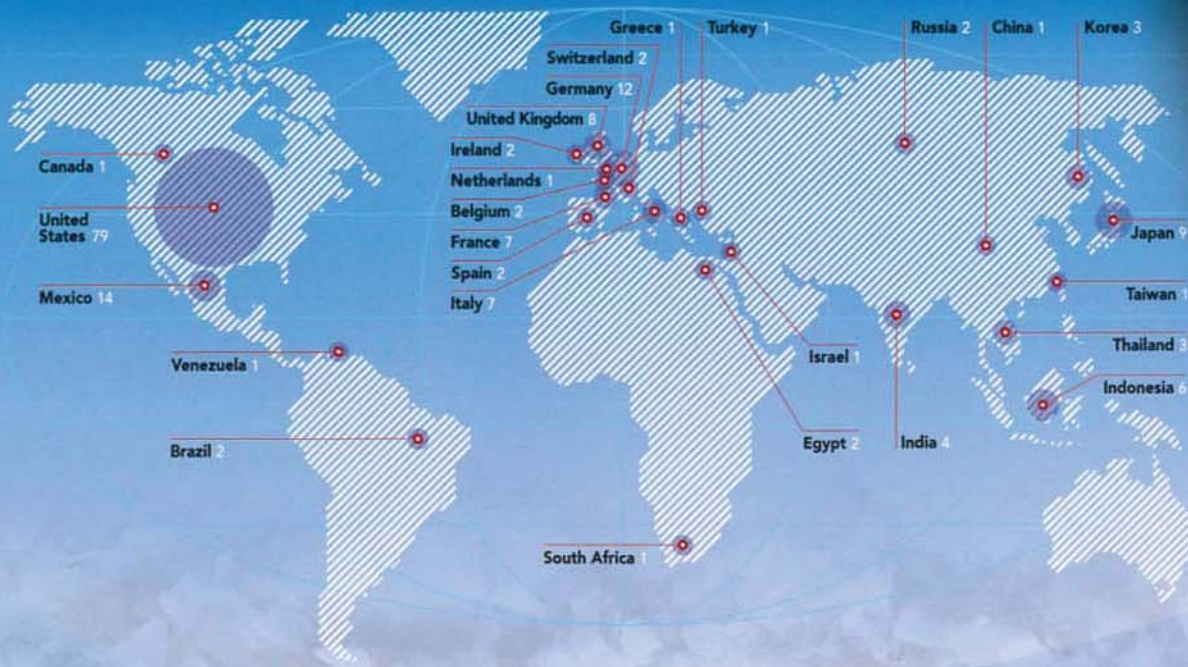 Greece 1
Turkey 1
Russia 2
China 1
Korea 3
Switzerland 2
Germany 12
United Kingdom 8
Ireland 2
Netherlands 1
Belgium 2
France 7
Spain 2
Italy 7
Canada 1
United
States 79
Mexico 14
Venezuela 1
Brazil 2
South Africa 1
Israel 1
Egypt 2
India 4
Japan 9
Taiwan 1
Thailand 3
Indonesia 6